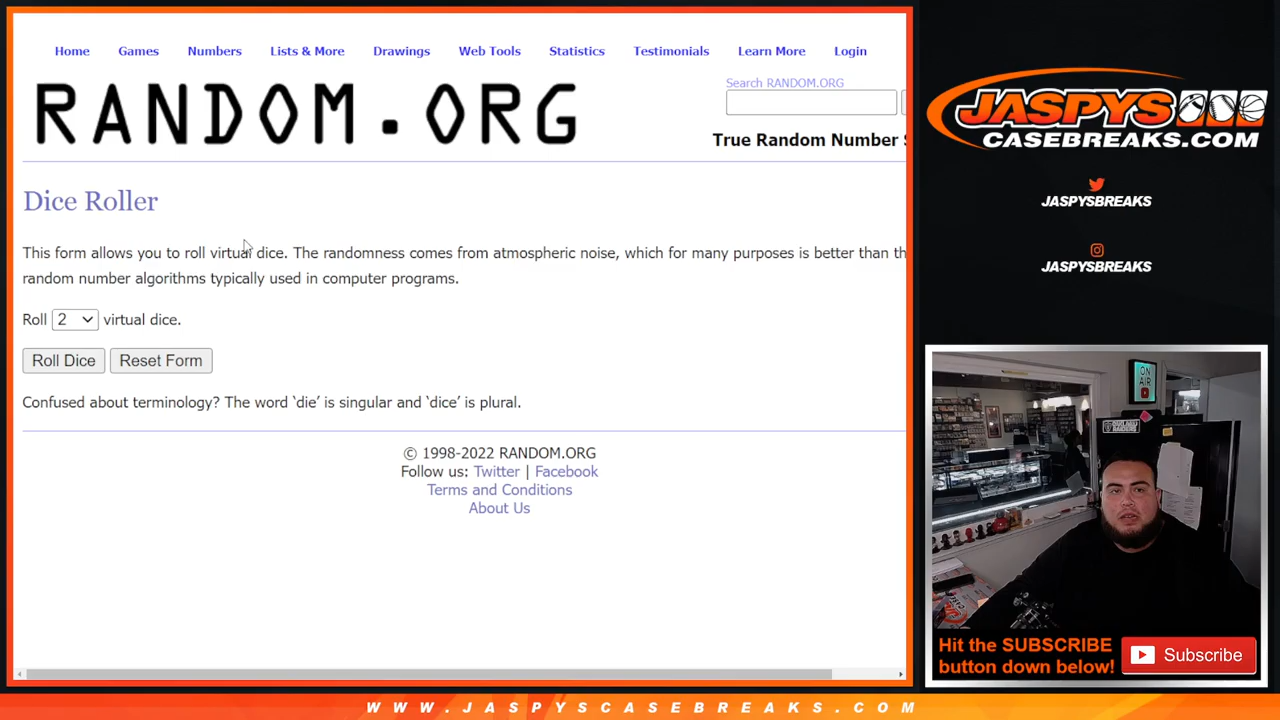 Home Games Numbers Lists & More Drawings Web Tools Statistics Testimonials Learn More Login
RANDOM.ORG
Search RANDOM.ORG
True Random Number
Dice Roller
This form allows you to roll virtual dice. The randomness comes from atmospheric noise, which for many purposes is better than
random number algorithms typically used in computer programs.
Roll 2 virtual dice.
Roll Dice Reset Form
Confused about terminology? The word ‘die’ is singular and ‘dice’ is plural.
© 1998-2022 RANDOM.ORG
Follow us: Twitter | Facebook
Terms and Conditions
About Us
JASPYS
CASEBREAKS.COM
JASPYSBREAKS
JASPYSBREAKS
ON
AIR
Hit the SUBSCRIBE
button down below!
Subscribe
WWW.JASPYSCASEBREAKS.COM